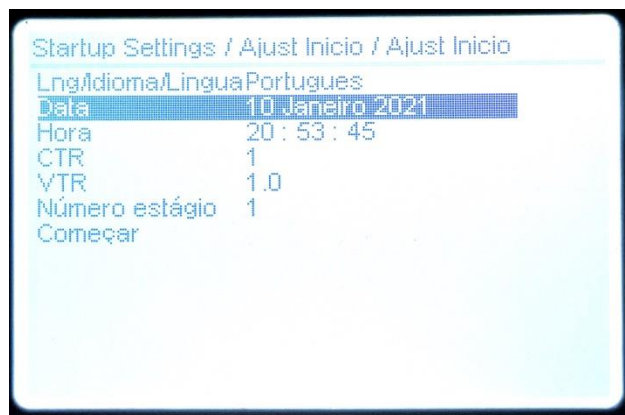 Startup Settings / Ajust Inicio / Ajust Inicio
Lng/Idioma/Lingua Portugues
Data 10 Janeiro 2021
Hora 20 : 53 : 45
CTR 1
VTR 1.0
Número estágio 1
Começar